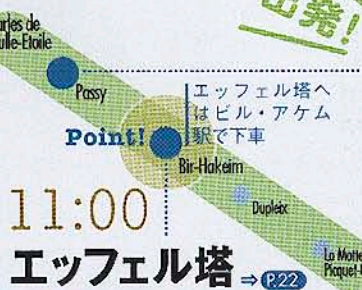 出発!
Charles de
Gaulle-Etoile
Passy
エッフェル塔へ
はビル・アケム
駅で下車
Point!
Bir-Hakeim
11:00
Dupleix
La Motte
Picquet-
エッフェル塔⇒P.22